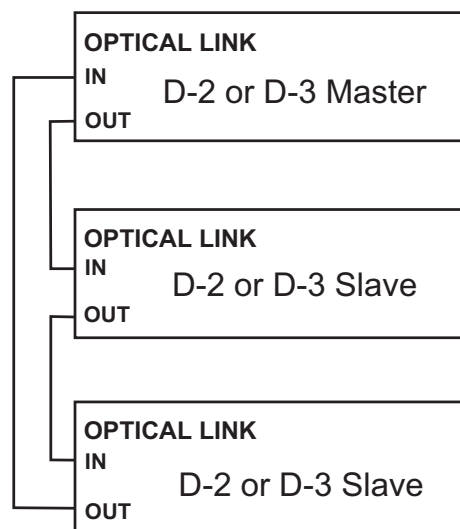 OPTICAL LINK
IN
D-2 or D-3 Master
OUT
OPTICAL LINK
IN
D-2 or D-3 Slave
OUT
OPTICAL LINK
IN
D-2 or D-3 Slave
OUT